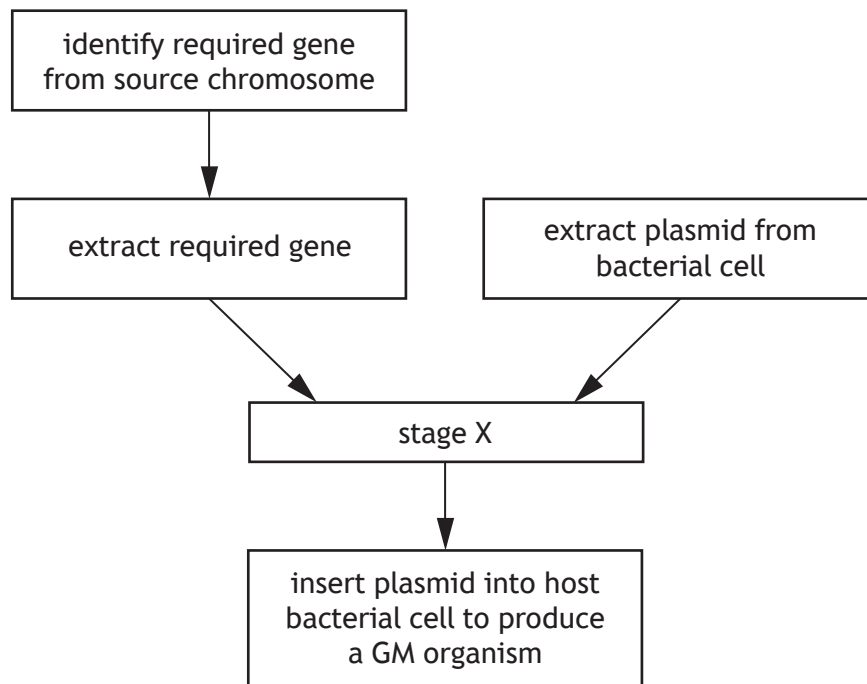 identify required gene
from source chromosome
extract required gene
extract plasmid from
bacterial cell
stage X
insert plasmid into host
bacterial cell to produce
a GM organism